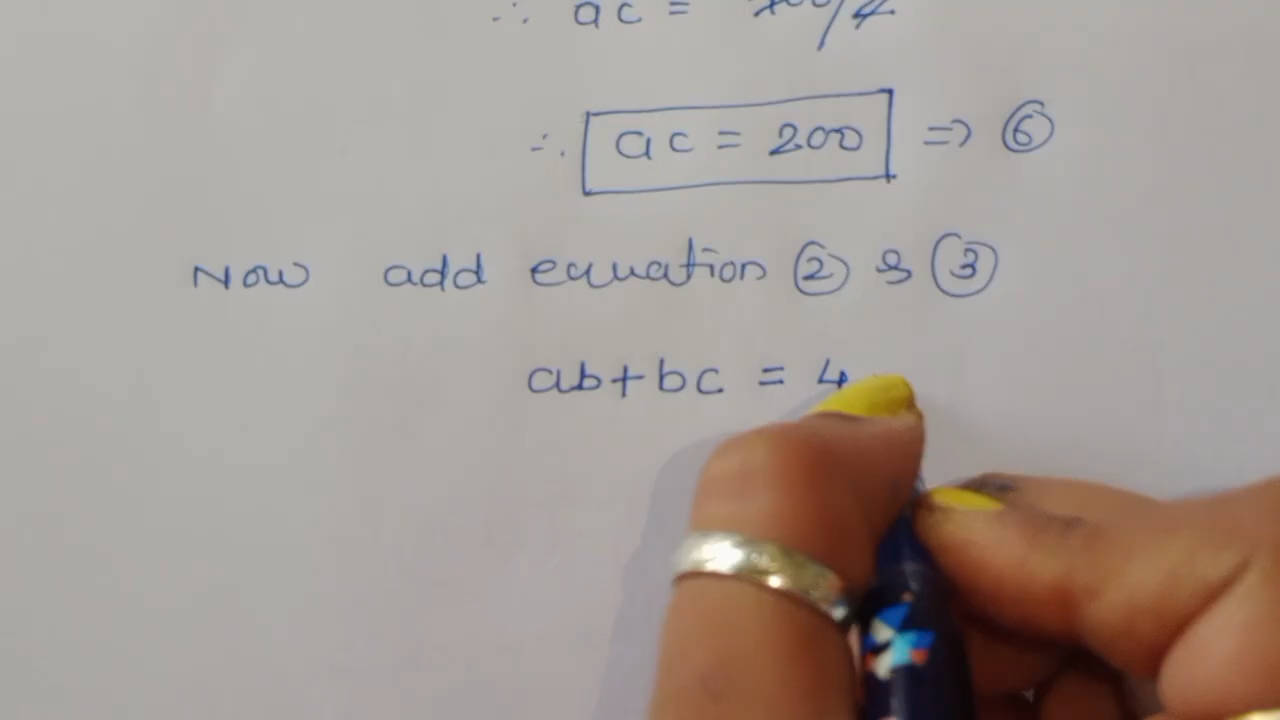 ∴ ac =
∴ ac = 200 ⇒ ⑥
Now add equation ② & ③
ab+bc = 4